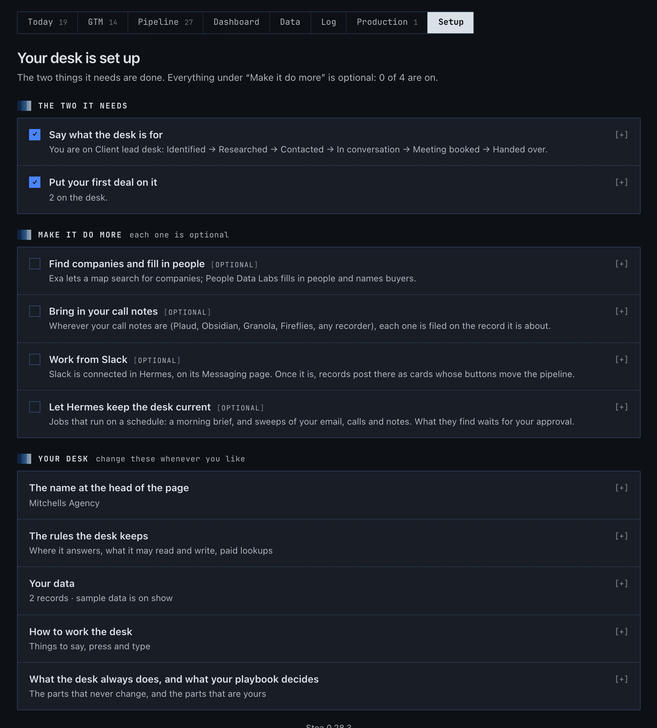 Today 19 GTM 14 Pipeline 27 Dashboard Data Log Production 1 Setup
Your desk is set up
The two things it needs are done. Everything under “Make it do more” is optional: 0 of 4 are on.
THE TWO IT NEEDS
Say what the desk is for [+]
You are on Client lead desk: Identified → Researched → Contacted → In conversation → Meeting booked → Handed over.
Put your first deal on it [+]
2 on the desk.
MAKE IT DO MORE each one is optional
Find companies and fill in people [OPTIONAL] [+]
Exa lets a map search for companies; People Data Labs fills in people and names buyers.
Bring in your call notes [OPTIONAL] [+]
Wherever your call notes are (Plaud, Obsidian, Granola, Fireflies, any recorder), each one is filed on the record it is about.
Work from Slack [OPTIONAL] [+]
Slack is connected in Hermes, on its Messaging page. Once it is, records post there as cards whose buttons move the pipeline.
Let Hermes keep the desk current [OPTIONAL] [+]
Jobs that run on a schedule: a morning brief, and sweeps of your email, calls and notes. What they find waits for your approval.
YOUR DESK change these whenever you like
The name at the head of the page [+]
Mitchells Agency
The rules the desk keeps [+]
Where it answers, what it may read and write, paid lookups
Your data [+]
2 records · sample data is on show
How to work the desk [+]
Things to say, press and type
What the desk always does, and what your playbook decides [+]
The parts that never change, and the parts that are yours